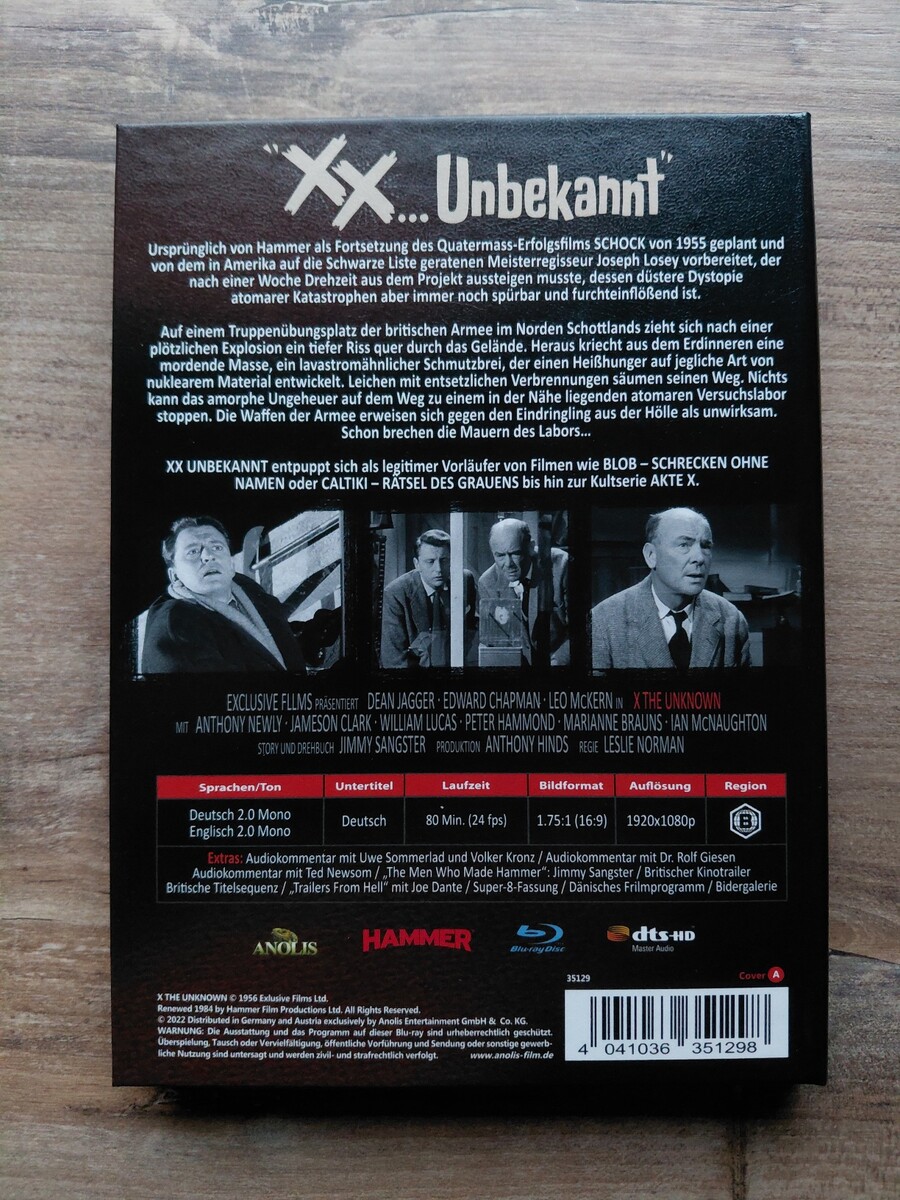 "XX... Unbekannt"
Ursprünglich von Hammer als Fortsetzung des Quatermass-Erfolgsfilms SCHOCK von 1955 geplant und
von dem in Amerika auf die Schwarze Liste geratenen Meisterregisseur Joseph Losey vorbereitet, der
nach einer Woche Drehzeit aus dem Projekt aussteigen musste, dessen düstere Dystopie
atomarer Katastrophen aber immer noch spürbar und furchteinflößend ist.
Auf einem Truppenübungsplatz der britischen Armee im Norden Schottlands zieht sich nach einer
plötzlichen Explosion ein tiefer Riss quer durch das Gelände. Heraus kriecht aus dem Erdinneren eine
mordende Masse, ein lavastromähnlicher Schmutzbrei, der einen Heißhunger auf jegliche Art von
nuklearem Material entwickelt. Leichen mit entsetzlichen Verbrennungen säumen seinen Weg. Nichts
kann das amorphe Ungeheuer auf dem Weg zu einem in der Nähe liegenden atomaren Versuchslabor
stoppen. Die Waffen der Armee erweisen sich gegen den Eindringling aus der Hölle als unwirksam.
Schon brechen die Mauern des Labors...
XX UNBEKANNT entpuppt sich als legitimer Vorläufer von Filmen wie BLOB – SCHRECKEN OHNE
NAMEN oder CALTIKI – RÄTSEL DES GRAUENS bis hin zur Kultserie AKTE X.
EXCLUSIVE FILMS PRÄSENTIERT DEAN JAGGER · EDWARD CHAPMAN · LEO McKERN IN X THE UNKNOWN
MIT ANTHONY NEWLY · JAMESON CLARK · WILLIAM LUCAS · PETER HAMMOND · MARIANNE BRAUNS · IAN McNAUGHTON
STORY UND DREHBUCH JIMMY SANGSTER PRODUKTION ANTHONY HINDS REGIE LESLIE NORMAN
Sprachen/Ton Untertitel Laufzeit Bildformat Auflösung Region
Deutsch 2.0 Mono
Englisch 2.0 Mono
Deutsch 80 Min. (24 fps) 1.75:1 (16:9) 1920x1080p B
Extras: Audiokommentar mit Uwe Sommerlad und Volker Kronz / Audiokommentar mit Dr. Rolf Giesen
Audiokommentar mit Ted Newsom / „The Men Who Made Hammer“: Jimmy Sangster / Britischer Kinotrailer
Britische Titelsequenz / „Trailers From Hell“ mit Joe Dante / Super-8-Fassung / Dänisches Frilmprogramm / Bidergalerie
ANOLIS HAMMER Blu-ray Disc dts-HD
Master Audio
35129 Cover A
X THE UNKNOWN © 1956 Exlusive Films Ltd.
Renewed 1984 by Hammer Film Productions Ltd. All Rights Reserved.
© 2022 Distributed in Germany and Austria exclusively by Anolis Entertainment GmbH & Co. KG.
WARNUNG: Die Ausstattung und das Programm auf dieser Blu-ray sind urheberrechtlich geschützt.
Überspielung, Tausch oder Vervielfältigung, öffentliche Vorführung und Sendung oder sonstige gewerb-
liche Nutzung sind untersagt und werden zivil- und strafrechtlich verfolgt. www.anolis-film.de
4 041036 351298